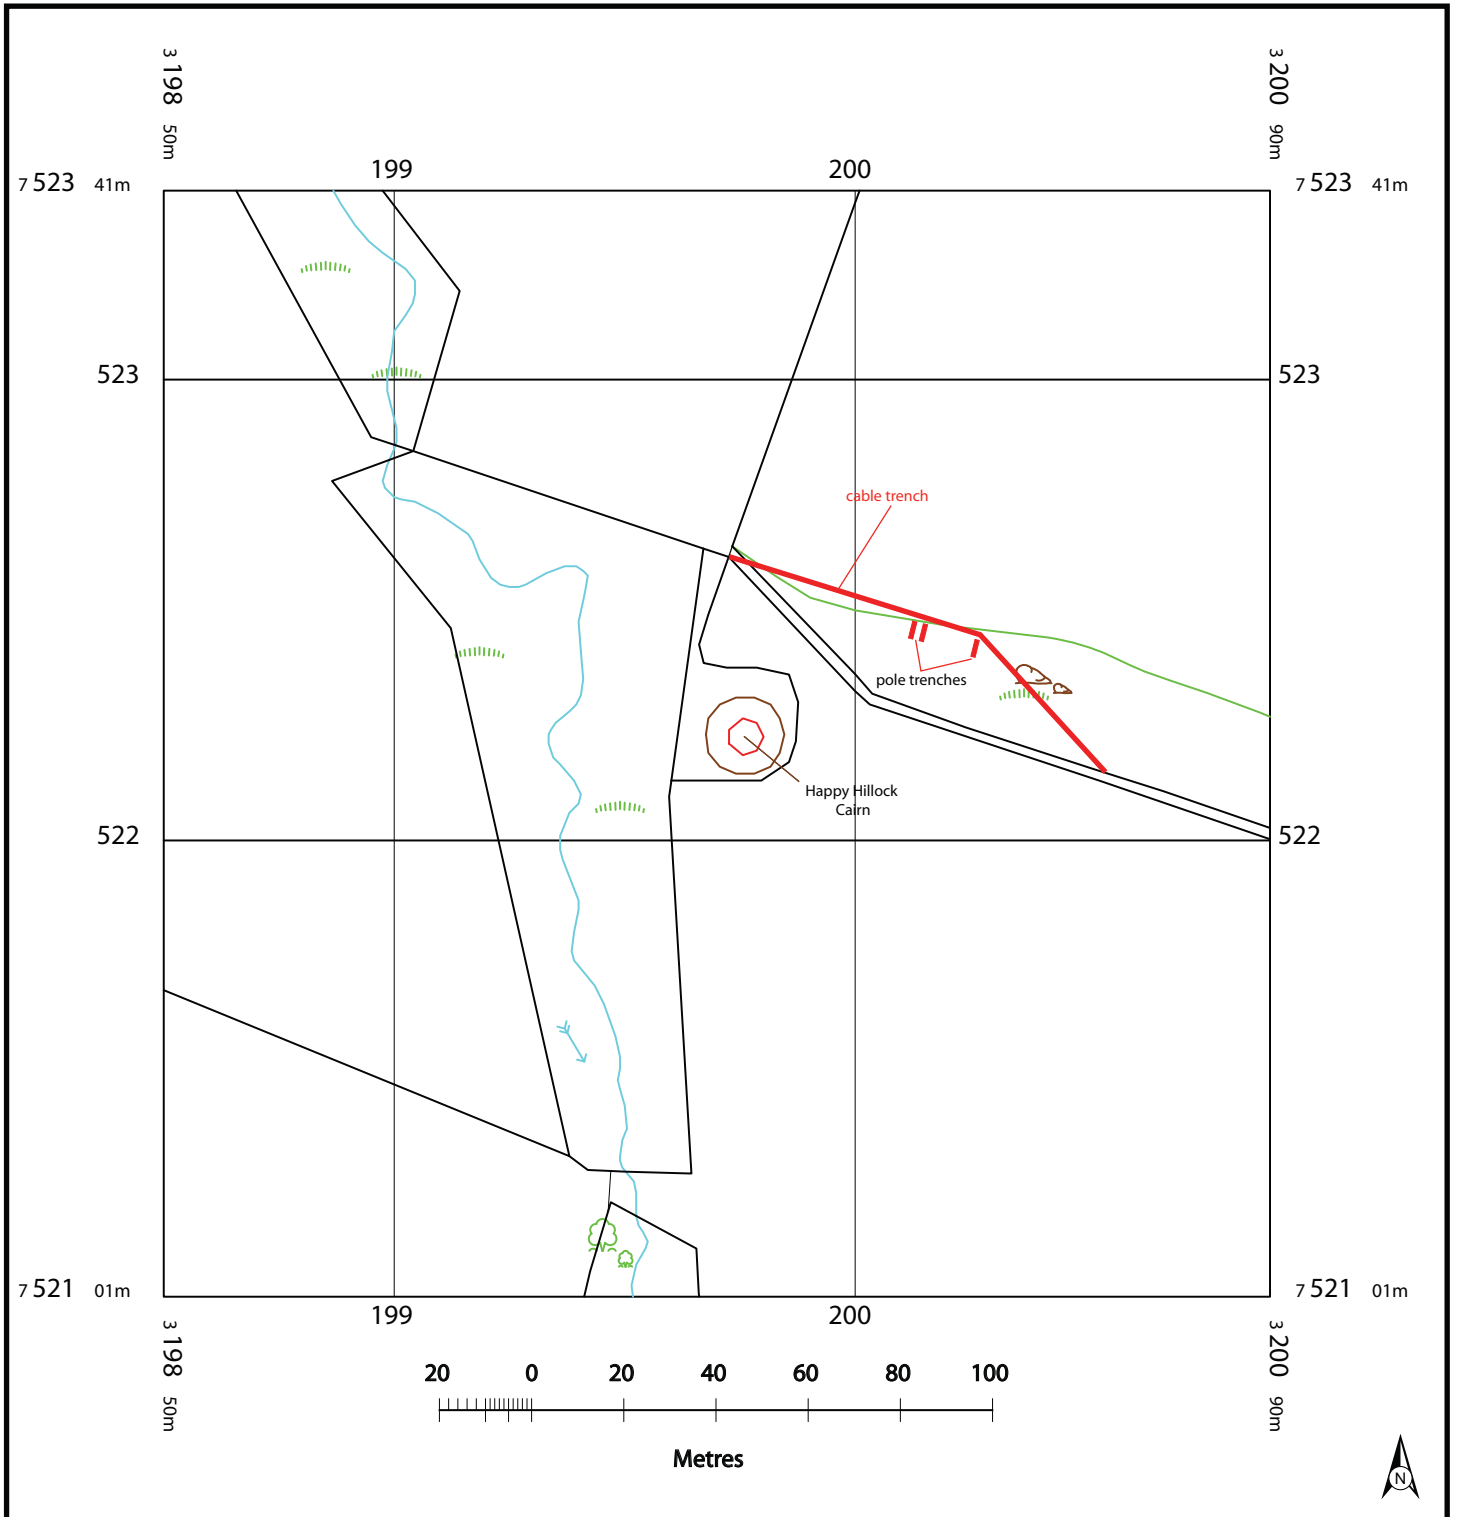 3 198 50m
3 200 90m
199 200
7 523 41m
7 523 41m
523 523
cable trench
pole trenches
Happy Hillock
Cairn
522 522
7 521 01m
7 521 01m
199 200
3 198 50m
3 200 90m
20 0 20 40 60 80 100
Metres
N